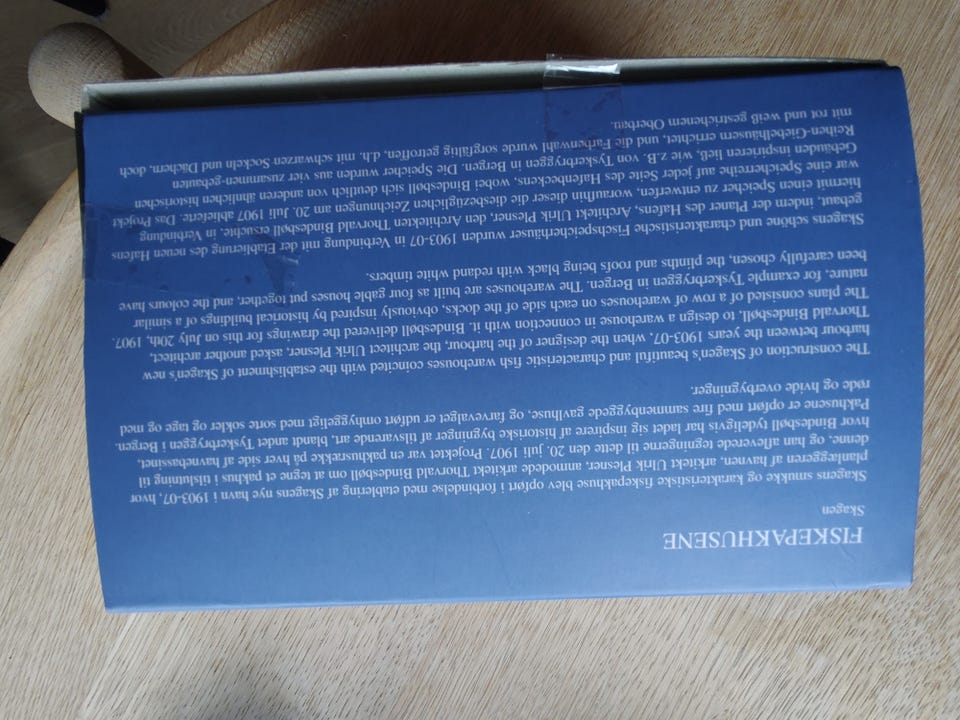 FISKEPAKHUSENE
Skagen
Skagens smukke og karakteristiske fiskepakhuse blev opført i forbindelse med etablering af Skagens nye havn i 1903-07, hvor
planlæggeren af havnen, arkitekt Ulrik Plesner, anmodede arkitekt Thorvald Bindesbøll om at tegne et pakhus i tilslutning til
denne, og han afleverede tegningerne til dette den 20. juli 1907. Projektet var en pakhusrække på hver side af havnebassinet,
hvor Bindesbøll tydeligvis har ladet sig inspirere af historiske bygninger af tilsvarende art, blandt andet Tyskerbryggen i Bergen.
Pakhusene er opført med fire sammenbyggede gavlhuse, og farvevalget er udført omhyggeligt med sorte sokler og tage og med
røde og hvide overbygninger.
The construction of Skagen's beautiful and characteristic fish warehouses coincited with the establishment of Skagen's new
harbour between the years 1903-07, when the designer of the harbour, the architect Ulrik Plesner, asked another architect,
Thorvald Bindesbøll, to design a warehouse in connection with it. Bindesbøll delivered the drawings for this on July 20th, 1907.
The plans consisted of a row of warehouses on each side of the docks, obviously inspired by historical buildings of a similar
nature, for example Tyskerbryggen in Bergen. The warehouses are built as four gable houses put together, and the colours have
been carefully chosen, the plinths and roofs being black with redand white timbers.
Skagens schöne und charakteristische Fischspeicherhäuser wurden 1903-07 in Verbindung mit der Etablierung des neuen Hafens
gebaut, indem der Planer des Hafens, Architekt Ulrik Plesner, den Architekten Thorvald Bindesbøll ersuchte, in Verbindung
hiermit einen Speicher zu entwerfen, woraufhin dieser die diesbezüglichen Zeichnungen am 20. Juli 1907 ablieferte. Das Projekt
war eine Speicherreihe auf jeder Seite des Hafenbeckens, wobei Bindesbøll sich deutlich von anderen ähnlichen historischen
Gebäuden inspirieren lieh, wie z.B. von Tyskerbryggen in Bergen. Die Speicher wurden aus vier zusammen-gebauten
Reihen-Giebelhäusern errichtet, und die Farbenwahl wurde sorgfältig getroffen, d.h. mit schwarzen Sockeln und Dächern, doch
mit rot und weiß gestrichenem Oberbau.